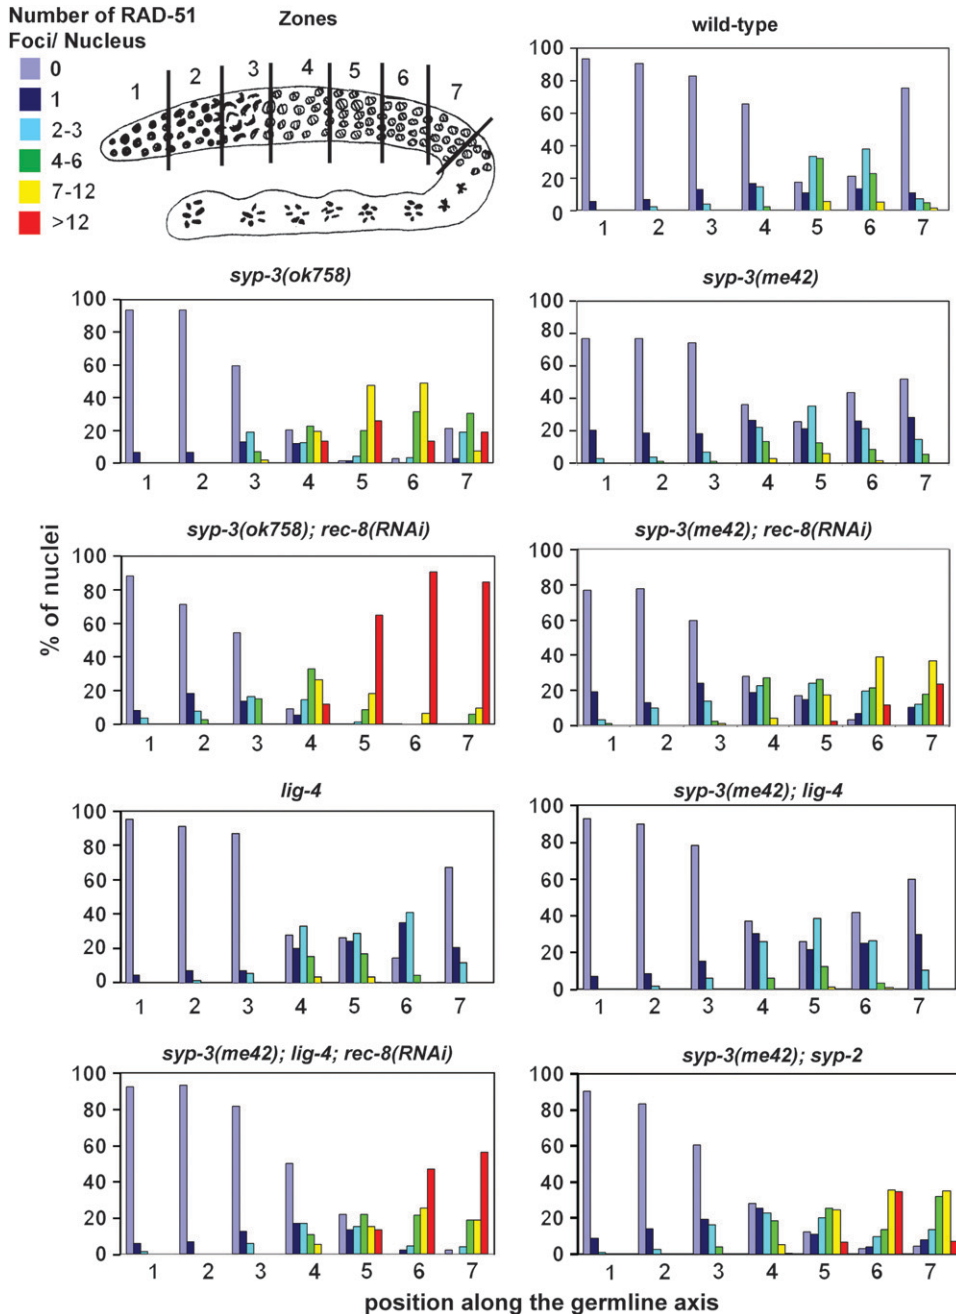 Number of RAD-51
Foci/ Nucleus
0
1
2-3
4-6
7-12
>12
Zones
1 2 3 4 5 6 7
wild-type
100
80
60
40
20
0
1 2 3 4 5 6 7
syp-3(ok758)
100
80
60
40
20
0
1 2 3 4 5 6 7
syp-3(me42)
100
80
60
40
20
0
1 2 3 4 5 6 7
% of nuclei
syp-3(ok758); rec-8(RNAi)
100
80
60
40
20
0
1 2 3 4 5 6 7
syp-3(me42); rec-8(RNAi)
100
80
60
40
20
0
1 2 3 4 5 6 7
lig-4
100
80
60
40
20
0
1 2 3 4 5 6 7
syp-3(me42); lig-4
100
80
60
40
20
0
1 2 3 4 5 6 7
syp-3(me42); lig-4; rec-8(RNAi)
100
80
60
40
20
0
1 2 3 4 5 6 7
syp-3(me42); syp-2
100
80
60
40
20
0
1 2 3 4 5 6 7
position along the germline axis